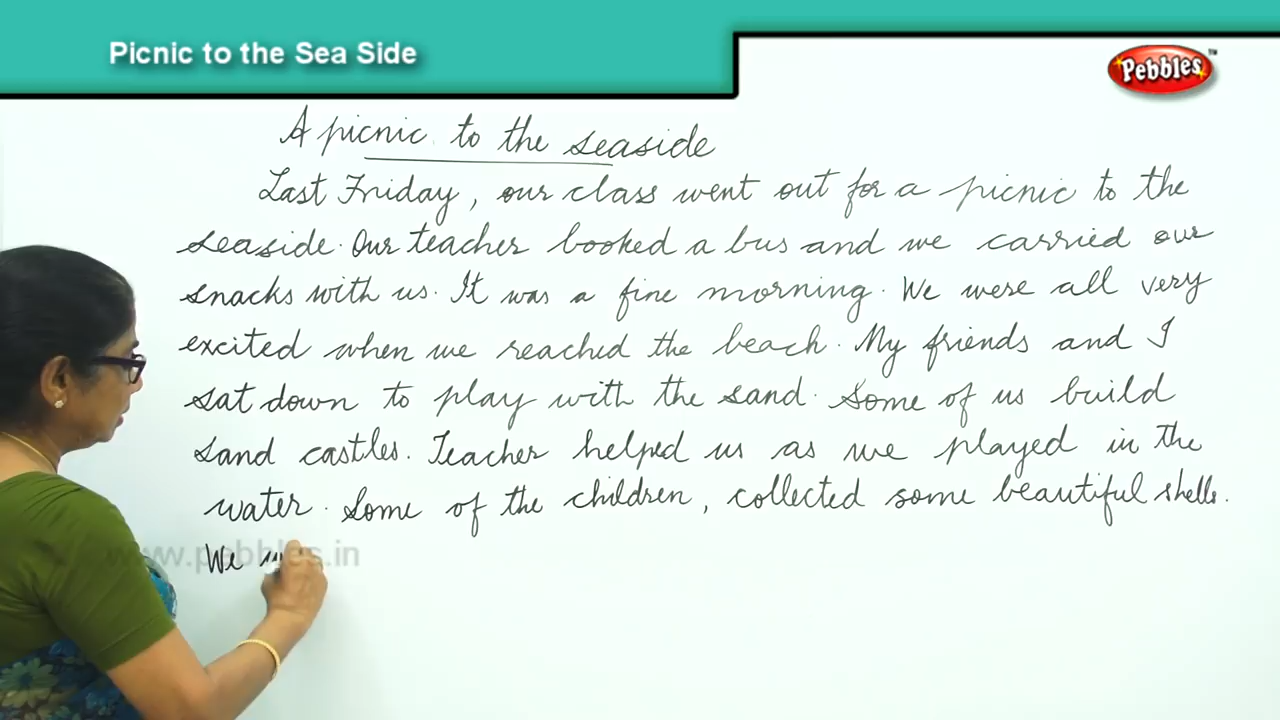 Picnic to the Sea Side
Pebbles™
A picnic to the seaside
Last Friday, our class went out for a picnic to the
seaside. Our teacher booked a bus and we carried our
snacks with us. It was a fine morning. We were all very
excited when we reached the beach. My friends and I
sat down to play with the sand. Some of us build
sand castles. Teacher helped us as we played in the
water. Some of the children, collected some beautiful shells.
We
www.pebbles.in